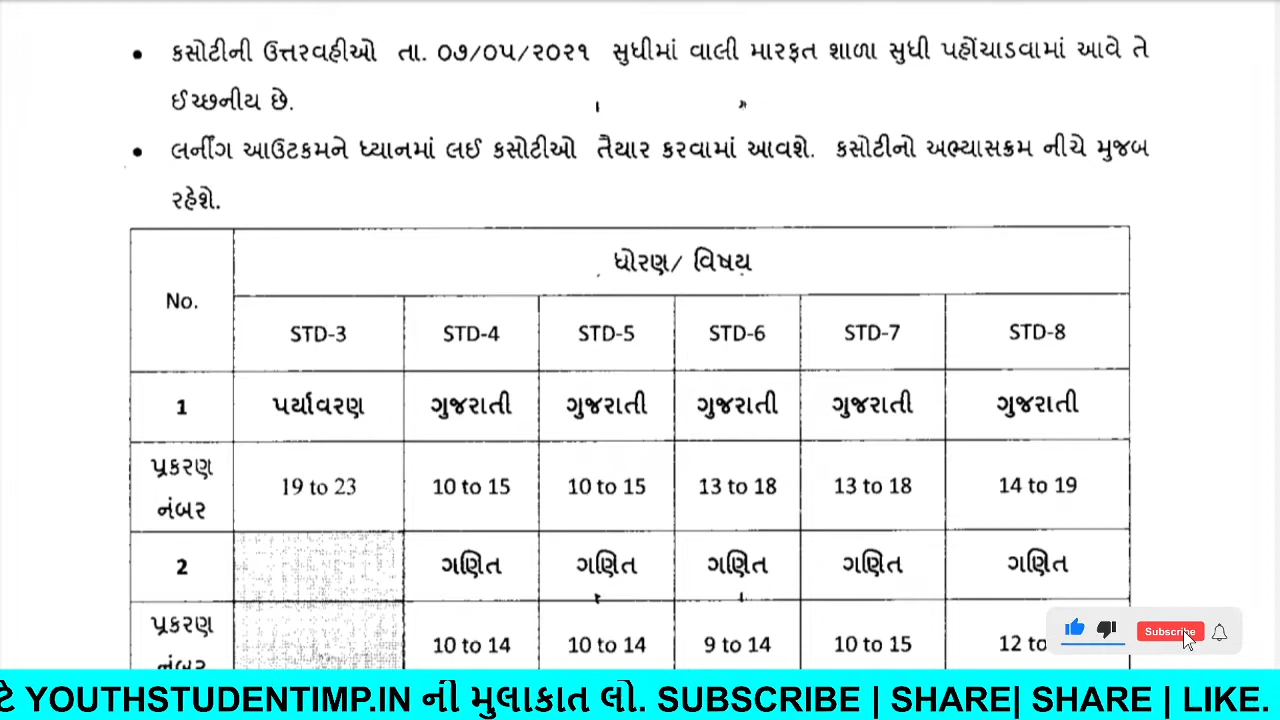 • કસોટીની ઉત્તરવહીઓ તા. ૦૭/૦૫/૨૦૨૧ સુધીમાં વાલી મારફત શાળા સુધી પહોંચાડવામાં આવે તે
ઈચ્છનીય છે.
• લર્નીંગ આઉટકમને ધ્યાનમાં લઈ કસોટીઓ તૈયાર કરવામાં આવશે. કસોટીનો અભ્યાસક્રમ નીચે મુજબ
રહેશે.
ધોરણ/ વિષય
No.
STD-3 STD-4 STD-5 STD-6 STD-7 STD-8
1 પર્યાવરણ ગુજરાતી ગુજરાતી ગુજરાતી ગુજરાતી ગુજરાતી
પ્રકરણ
નંબર
19 to 23 10 to 15 10 to 15 13 to 18 13 to 18 14 to 19
2 ગણિત ગણિત ગણિત ગણિત ગણિત
પ્રકરણ
નંબર
10 to 14 10 to 14 9 to 14 10 to 15 12 to
Subscribe
ટે YOUTHSTUDENTIMP.IN ની મુલાકાત લો. SUBSCRIBE | SHARE| SHARE | LIKE.